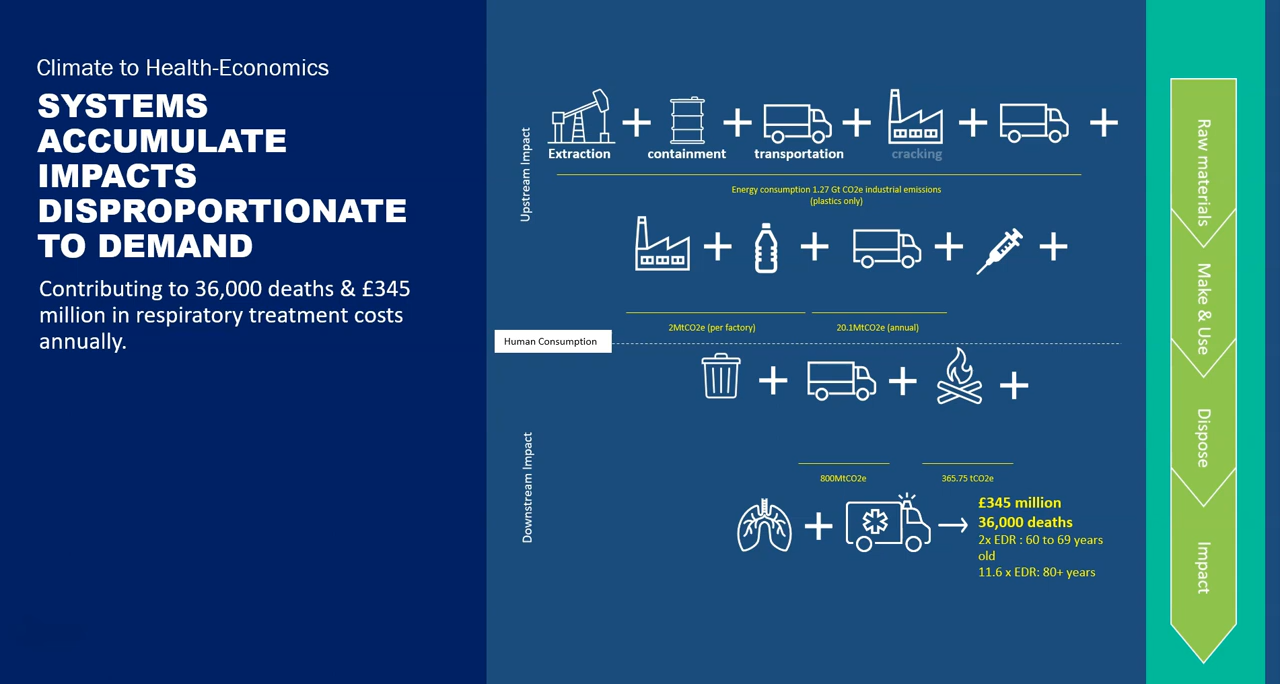 Climate to Health-Economics
SYSTEMS
ACCUMULATE
IMPACTS
DISPROPORTIONATE
TO DEMAND
Contributing to 36,000 deaths & £345
million in respiratory treatment costs
annually.
Upstream Impact
Extraction
containment
transportation
cracking
Energy consumption 1.27 Gt CO2e industrial emissions
(plastics only)
2MtCO2e (per factory)
20.1MtCO2e (annual)
Human Consumption
Downstream Impact
800MtCO2e
365.75 tCO2e
£345 million
36,000 deaths
2x EDR : 60 to 69 years
old
11.6 x EDR: 80+ years
Raw materials
Make & Use
Dispose
Impact